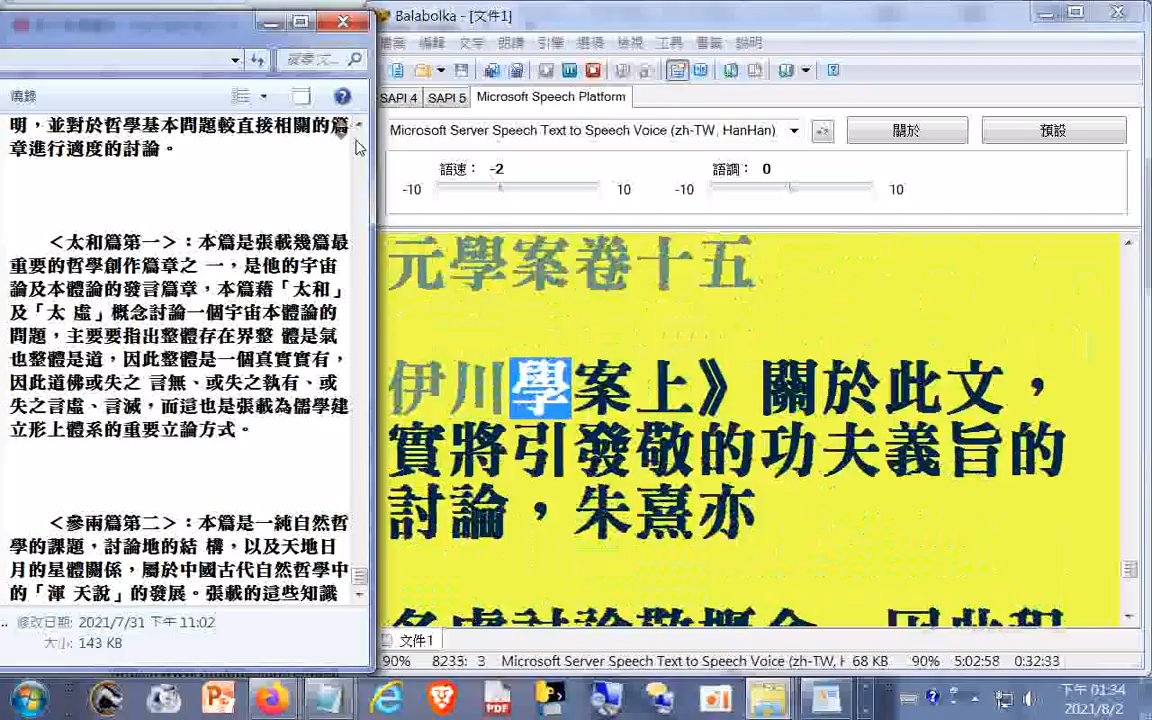 搜尋 文...
燒錄
明，並對於哲學基本問題較直接相關的篇
章進行適度的討論。
＜太和篇第一＞：本篇是張載幾篇最
重要的哲學創作篇章之 一，是他的宇宙
論及本體論的發言篇章，本篇藉「太和」
及「太 虛」概念討論一個宇宙本體論的
問題，主要要指出整體存在界整 體是氣
也整體是道，因此整體是一個真實實有，
因此道佛或失之 言無、或失之執有、或
失之言虛、言滅，而這也是張載為儒學建
立形上體系的重要立論方式。
＜參兩篇第二＞：本篇是一純自然哲
學的課題，討論地的結 構，以及天地日
月的星體關係，屬於中國古代自然哲學中
的「渾 天說」的發展。張載的這些知識
修改日期: 2021/7/31 下午 11:02
大小: 143 KB
Balabolka - [文件1]
檔案 編輯 文字 朗讀 引擎 選項 檢視 工具 書籤 說明
SAPI 4 SAPI 5 Microsoft Speech Platform
Microsoft Server Speech Text to Speech Voice (zh-TW, HanHan)
關於 預設
語速： -2 語調： 0
-10 10 -10 10
元學案卷十五
伊川學案上》關於此文，
實將引發敬的功夫義旨的
討論，朱熹亦
文件1
90% 8233: 3 Microsoft Server Speech Text to Speech Voice (zh-TW, H 68 KB 90% 5:02:58 0:32:33
PDF
下午 01:34
2021/8/2